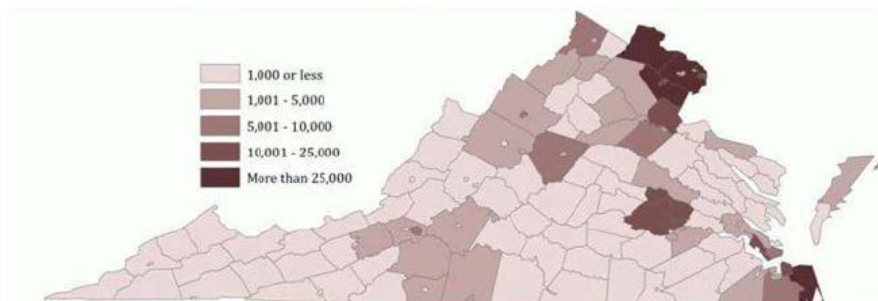 1,000 or less
1,001 - 5,000
5,001 - 10,000
10,001 - 25,000
More than 25,000